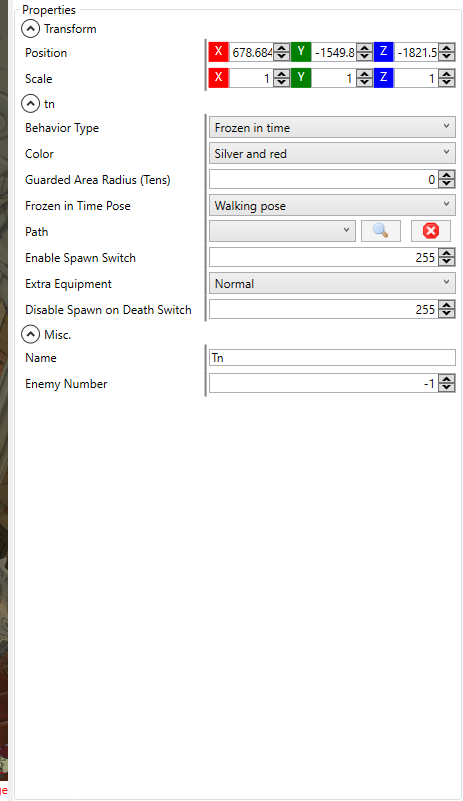 Properties
Transform
Position X 678.684 Y -1549.8 Z -1821.5
Scale X 1 Y 1 Z 1
tn
Behavior Type Frozen in time
Color Silver and red
Guarded Area Radius (Tens) 0
Frozen in Time Pose Walking pose
Path
Enable Spawn Switch 255
Extra Equipment Normal
Disable Spawn on Death Switch 255
Misc.
Name Tn
Enemy Number -1
ge